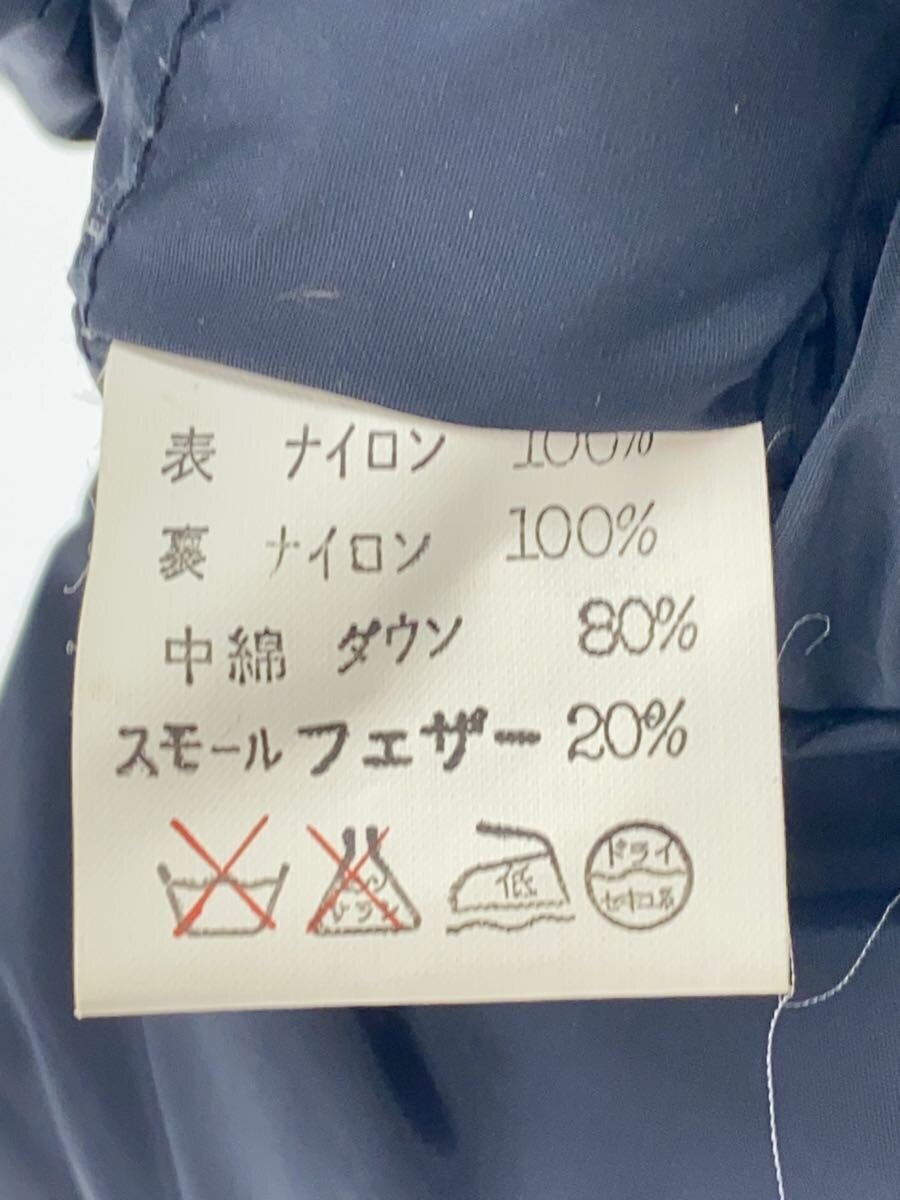 表 ナイロン 100%
裏 ナイロン 100%
中綿 ダウン 80%
スモールフェザー 20%
低
ドライ
セキユ系